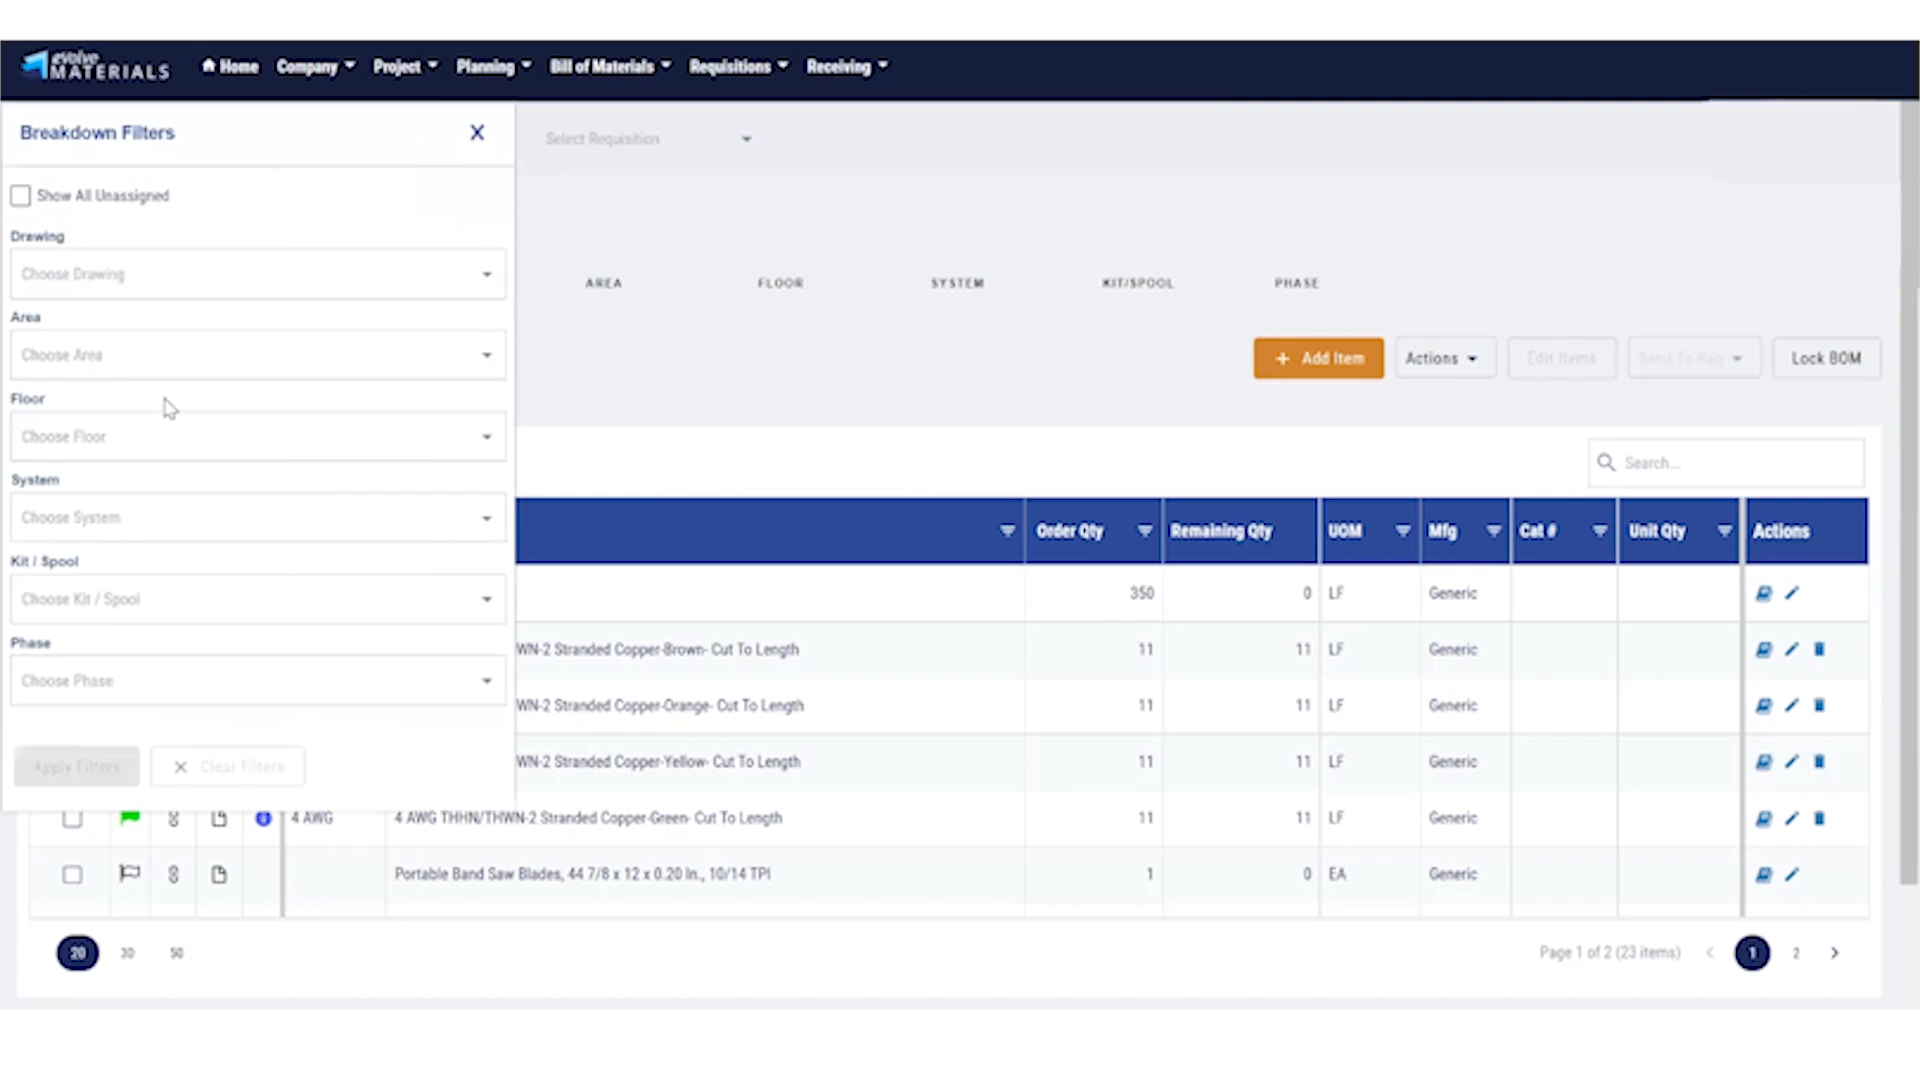 evolve
MATERIALS
Home Company Project Planning Bill of Materials Requisitions Receiving
Breakdown Filters X
Select Requisition
Show All Unassigned
Drawing
Choose Drawing
AREA FLOOR SYSTEM KIT/SPOOL PHASE
Area
Choose Area
+ Add Item Actions Edit Items Send To Req Lock BOM
Floor
Choose Floor
Search...
System
Choose System
Order Qty Remaining Qty UOM Mfg Cat # Unit Qty Actions
Kit / Spool
Choose Kit / Spool
350 0 LF Generic
Phase
WN-2 Stranded Copper-Brown- Cut To Length 11 11 LF Generic
Choose Phase
WN-2 Stranded Copper-Orange- Cut To Length 11 11 LF Generic
Apply Filters X Clear Filters
WN-2 Stranded Copper-Yellow- Cut To Length 11 11 LF Generic
4 AWG 4 AWG THHN/THWN-2 Stranded Copper-Green- Cut To Length 11 11 LF Generic
Portable Band Saw Blades, 44 7/8 x 12 x 0.20 In., 10/14 TPI 1 0 EA Generic
20 30 50 Page 1 of 2 (23 items) < 1 2 >